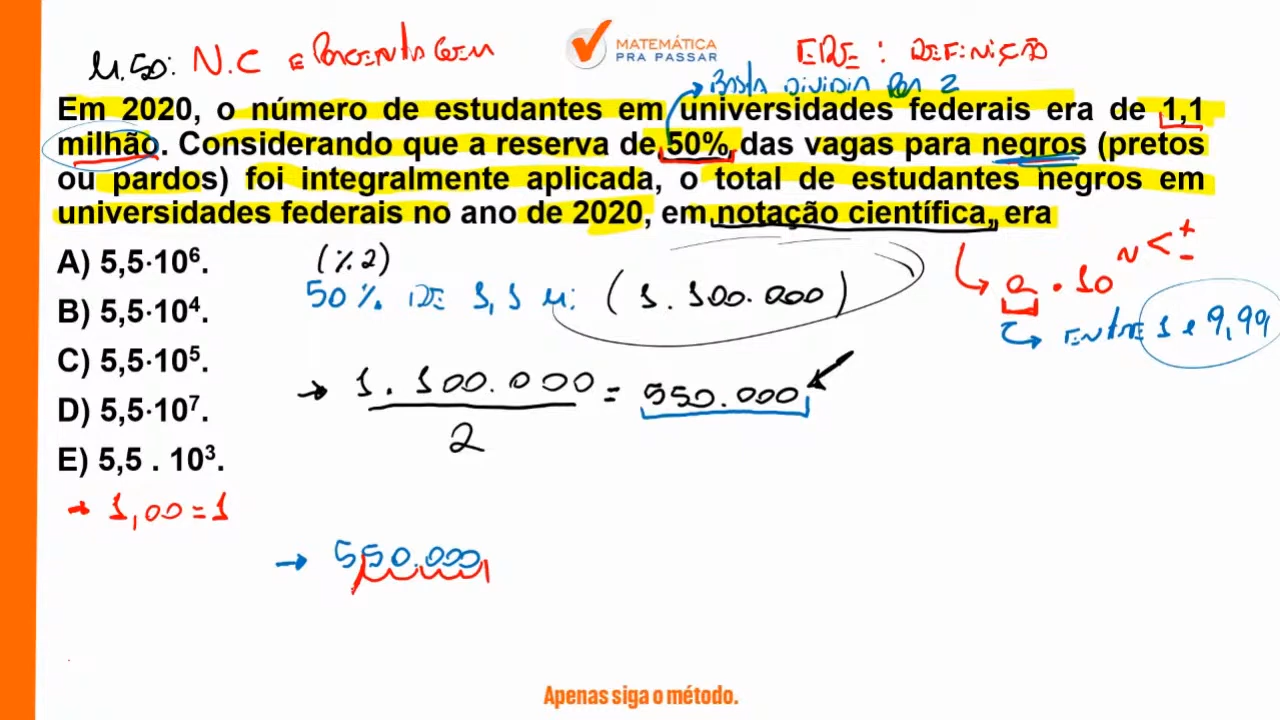 M.50: N.C e Porcentagem
MATEMÁTICA
PRA PASSAR
ERE : DEFINIÇÃO
Basta dividir por 2
Em 2020, o número de estudantes em universidades federais era de 1,1
milhão. Considerando que a reserva de 50% das vagas para negros (pretos
ou pardos) foi integralmente aplicada, o total de estudantes negros em
universidades federais no ano de 2020, em notação científica, era
A) 5,5·10⁶.
B) 5,5·10⁴.
C) 5,5·10⁵.
D) 5,5·10⁷.
E) 5,5 . 10³.
(% 2)
50% DE 1,1 M: (1.100.000)
→ 1.100.000 = 550.000
2
a · 10ᴺ < + -
→ ENTRE 1 e 9,99
→ 1,00 = 1
→ 550.000
Apenas siga o método.